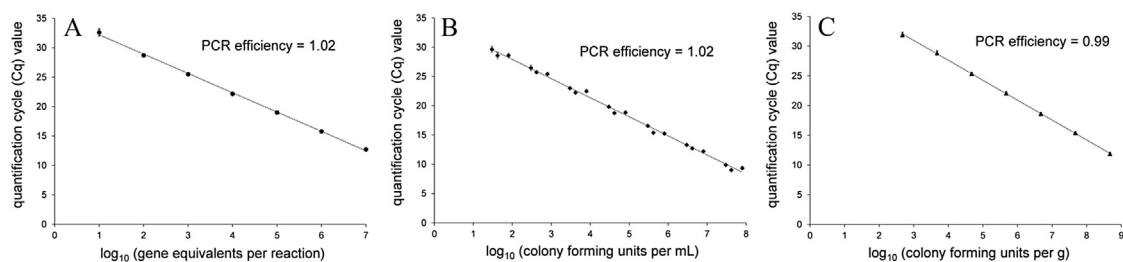 A
PCR efficiency = 1.02
quantification cycle (Cq) value
35
30
25
20
15
10
5
0
0 1 2 3 4 5 6 7
log10 (gene equivalents per reaction)
B
PCR efficiency = 1.02
quantification cycle (Cq) value
35
30
25
20
15
10
5
0
0 1 2 3 4 5 6 7 8
log10 (colony forming units per mL)
C
PCR efficiency = 0.99
quantification cycle (Cq) value
35
30
25
20
15
10
5
0
0 1 2 3 4 5 6 7 8 9
log10 (colony forming units per g)